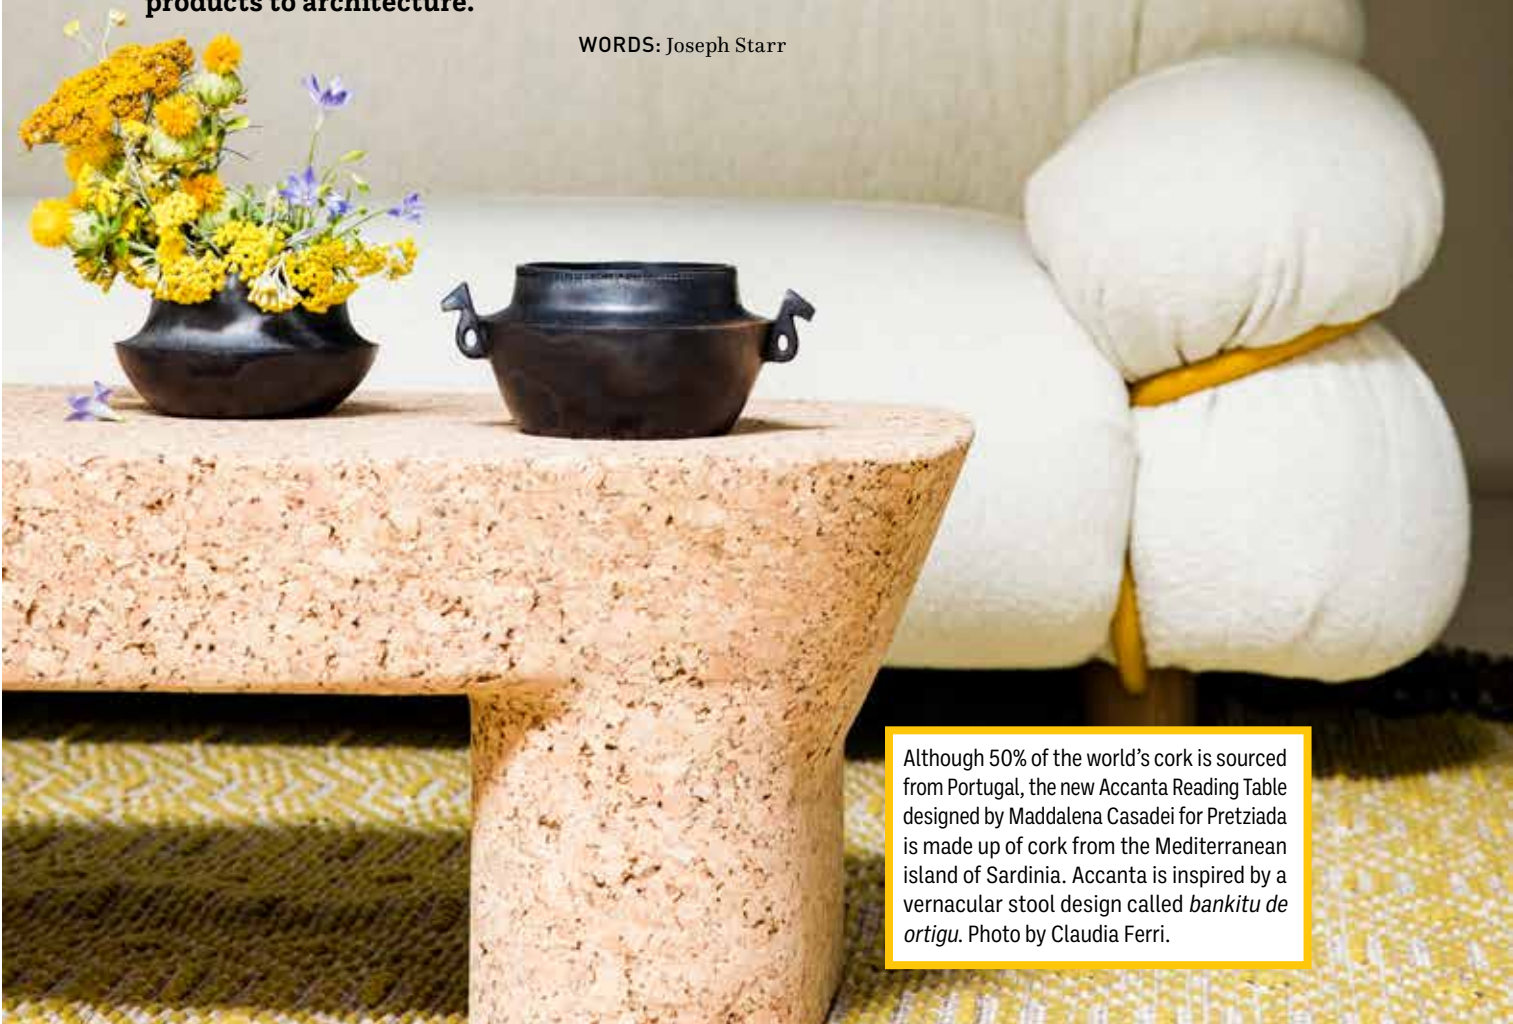 products to architecture.
WORDS: Joseph Starr
Although 50% of the world’s cork is sourced
from Portugal, the new Accanta Reading Table
designed by Maddalena Casadei for Pretziada
is made up of cork from the Mediterranean
island of Sardinia. Accanta is inspired by a
vernacular stool design called bankitu de
ortigu. Photo by Claudia Ferri.